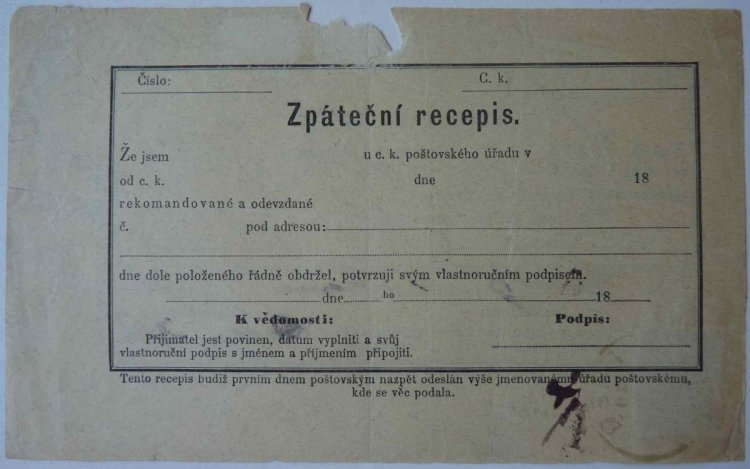 Číslo: C. k.
Zpáteční recepis.
Že jsem u c. k. poštovského úřadu v
od c. k. dne 18
rekomandované a odevzdané
č. pod adresou:
dne dole položeného řádně obdržel, potvrzuji svým vlastnoručním podpisem.
dne ho 18
K vědomosti: Podpis:
Přijimatel jest povinen, datum vyplniti a svůj
vlastnoruční podpis s jménem a příjmením připojiti.
Tento recepis budiž prvním dnem poštovským nazpět odeslán výše jmenovanému úřadu poštovskému,
kde se věc podala.